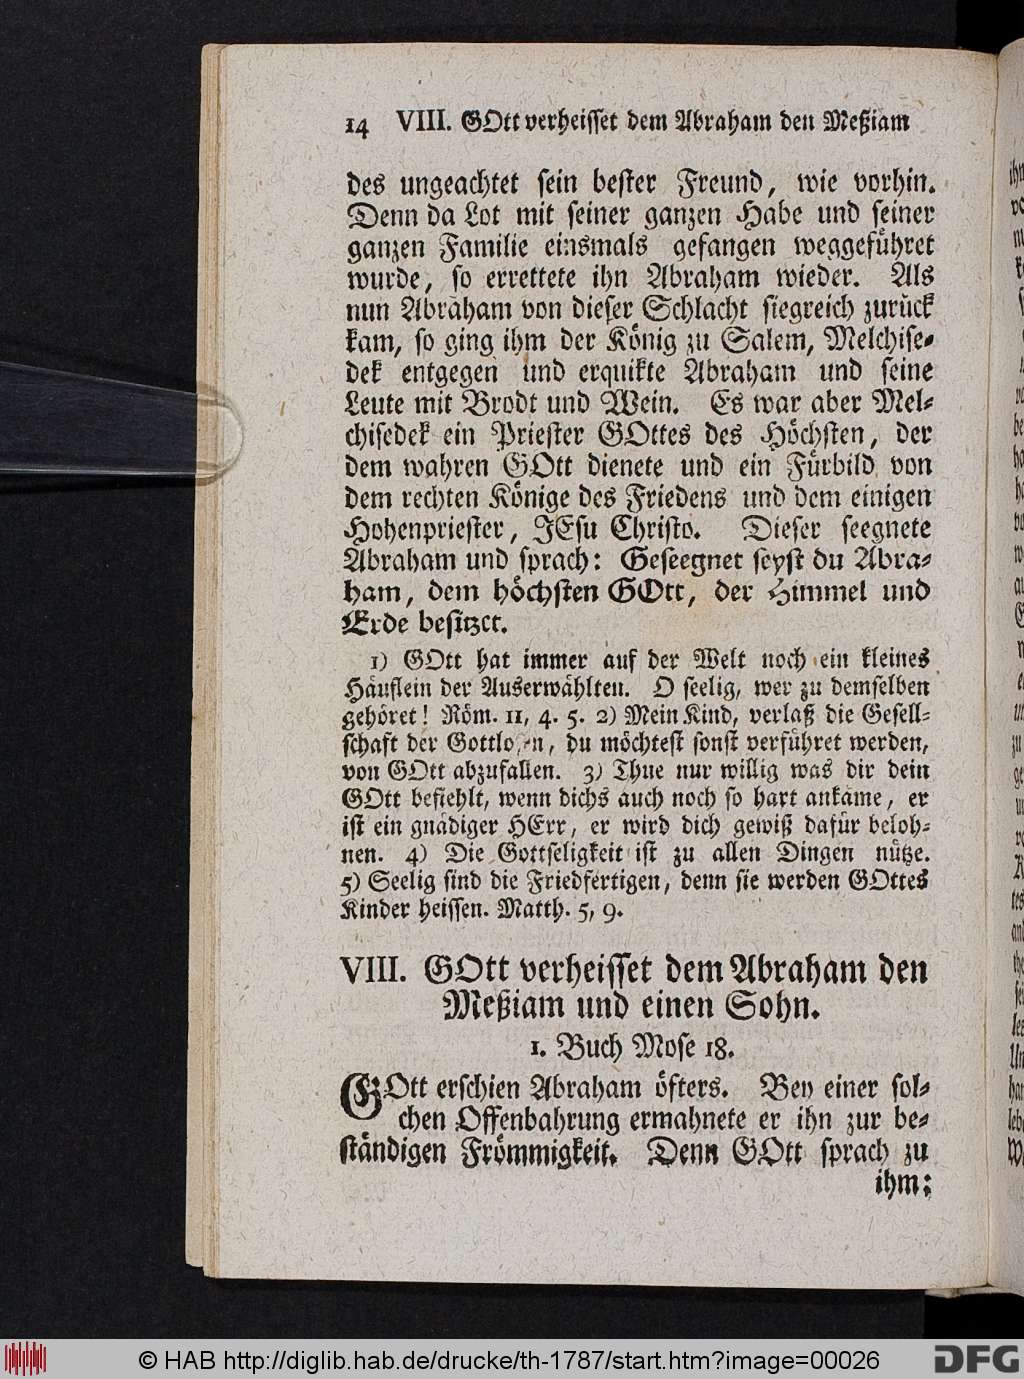 14 VIII. GOtt verheisset dem Abraham den Meßiam
des ungeachtet sein bester Freund, wie vorhin.
Denn da Lot mit seiner ganzen Habe und seiner
ganzen Familie einsmals gefangen weggeführet
wurde, so errettete ihn Abraham wieder. Als
nun Abraham von dieser Schlacht siegreich zurück
kam, so ging ihm der König zu Salem, Melchise-
dek entgegen und erquikte Abraham und seine
Leute mit Brodt und Wein. Es war aber Mel-
chisedek ein Priester GOttes des Höchsten, der
dem wahren GOtt dienete und ein Fürbild von
dem rechten Könige des Friedens und dem einigen
Hohenpriester, JEsu Christo. Dieser seegnete
Abraham und sprach: Geseegnet seyst du Abra-
ham, dem höchsten GOtt, der Himmel und
Erde besitzet.
1) GOtt hat immer auf der Welt noch ein kleines
Häuflein der Auserwählten. O seelig, wer zu demselben
gehöret! Röm. 11, 4. 5. 2) Mein Kind, verlaß die Gesell-
schaft der Gottlosen, du möchtest sonst verführet werden,
von GOtt abzufallen. 3) Thue nur willig was dir dein
GOtt befiehlt, wenn dichs auch noch so hart ankäme, er
ist ein gnädiger HErr, er wird dich gewiß dafür beloh-
nen. 4) Die Gottseligkeit ist zu allen Dingen nütze.
5) Seelig sind die Friedfertigen, denn sie werden GOttes
Kinder heissen. Matth. 5, 9.
VIII. GOtt verheisset dem Abraham den
Meßiam und einen Sohn.
1. Buch Mose 18.
GOtt erschien Abraham öfters. Bey einer sol-
chen Offenbahrung ermahnete er ihn zur be-
ständigen Frömmigkeit. Denn GOtt sprach zu
ihm:
© HAB http://diglib.hab.de/drucke/th-1787/start.htm?image=00026
DFG